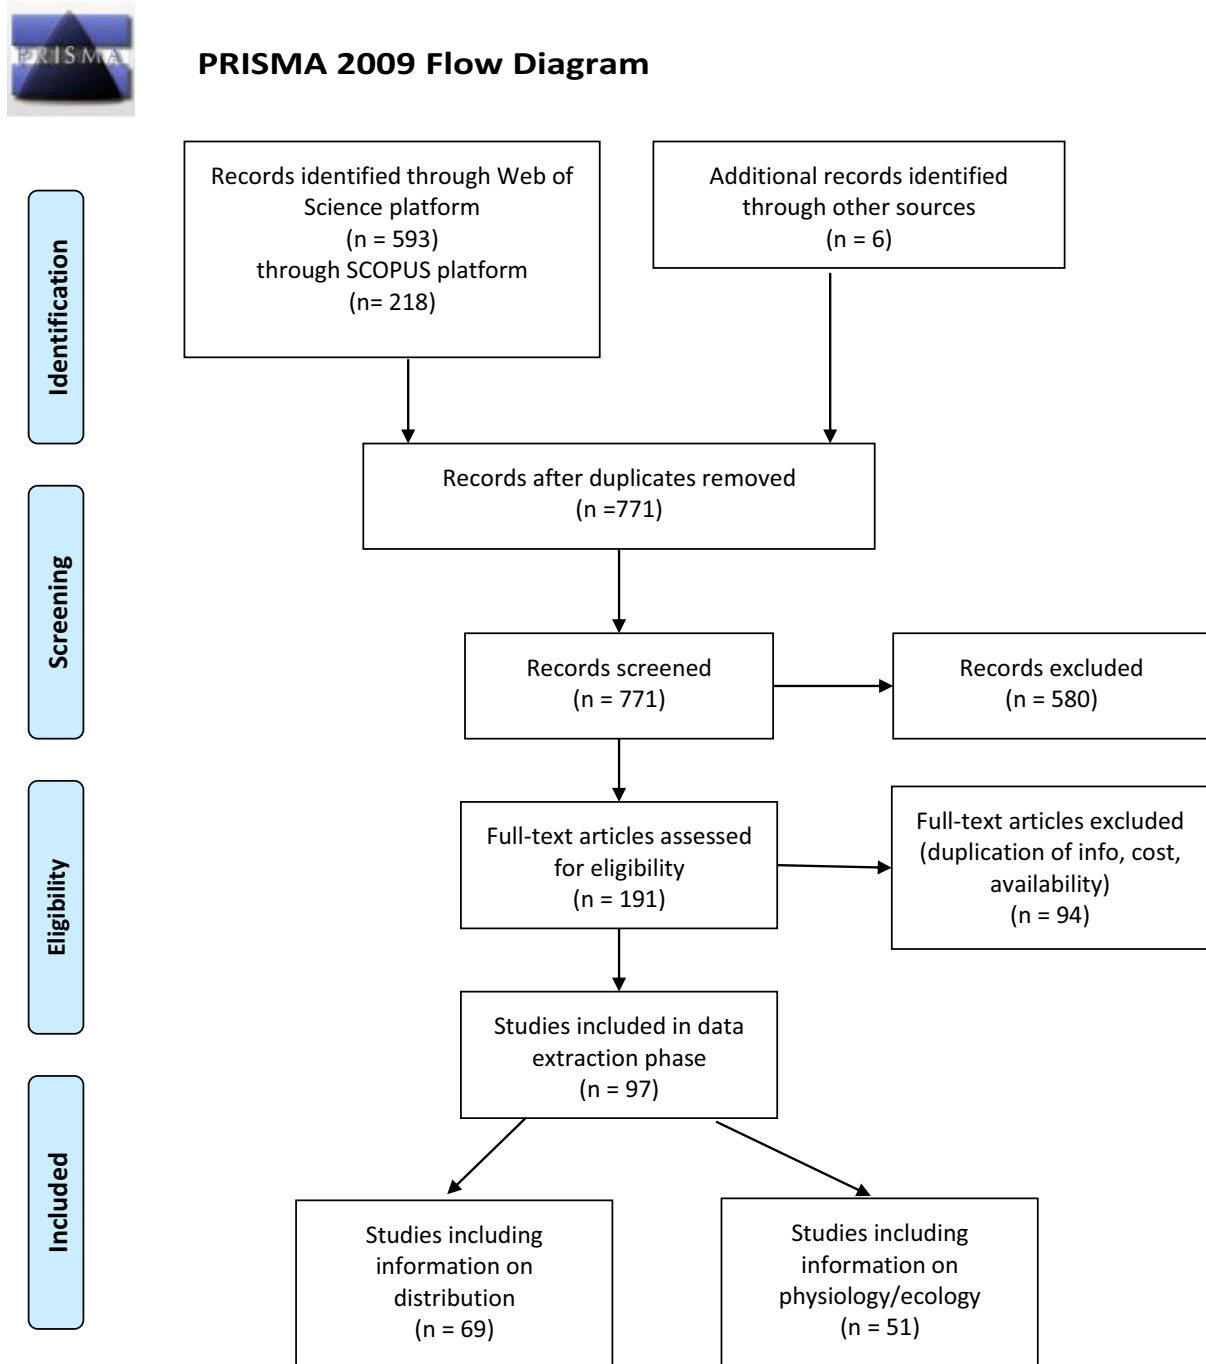 PRISMA
PRISMA 2009 Flow Diagram
Identification
Records identified through Web of
Science platform
(n = 593)
through SCOPUS platform
(n= 218)
Additional records identified
through other sources
(n = 6)
Records after duplicates removed
(n =771)
Screening
Records screened
(n = 771)
Records excluded
(n = 580)
Eligibility
Full-text articles assessed
for eligibility
(n = 191)
Full-text articles excluded
(duplication of info, cost,
availability)
(n = 94)
Studies included in data
extraction phase
(n = 97)
Included
Studies including
information on
distribution
(n = 69)
Studies including
information on
physiology/ecology
(n = 51)